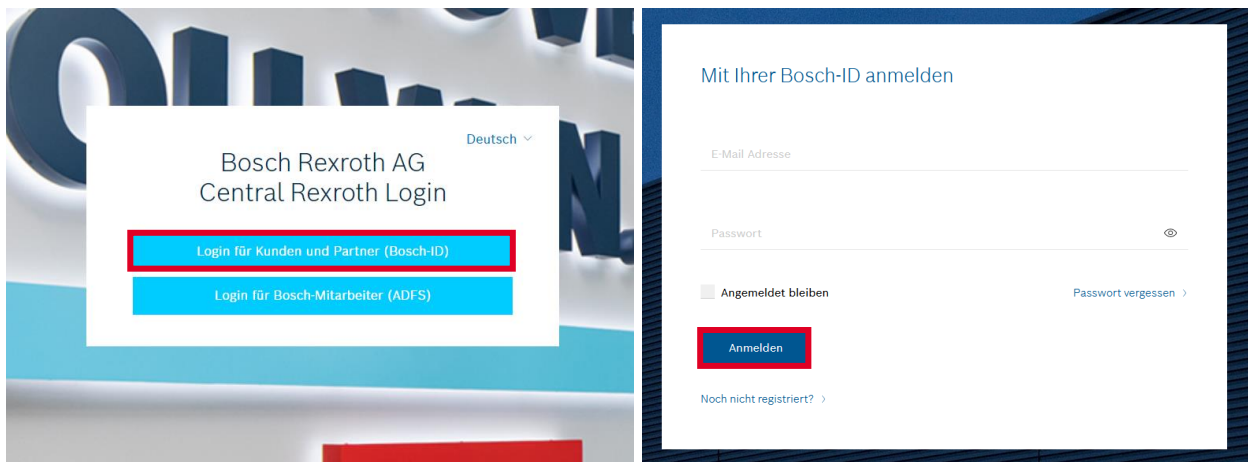 Deutsch
Bosch Rexroth AG
Central Rexroth Login
Login für Kunden und Partner (Bosch-ID)
Login für Bosch-Mitarbeiter (ADFS)
Mit Ihrer Bosch-ID anmelden
E-Mail Adresse
Passwort
Angemeldet bleiben
Passwort vergessen
Anmelden
Noch nicht registriert?